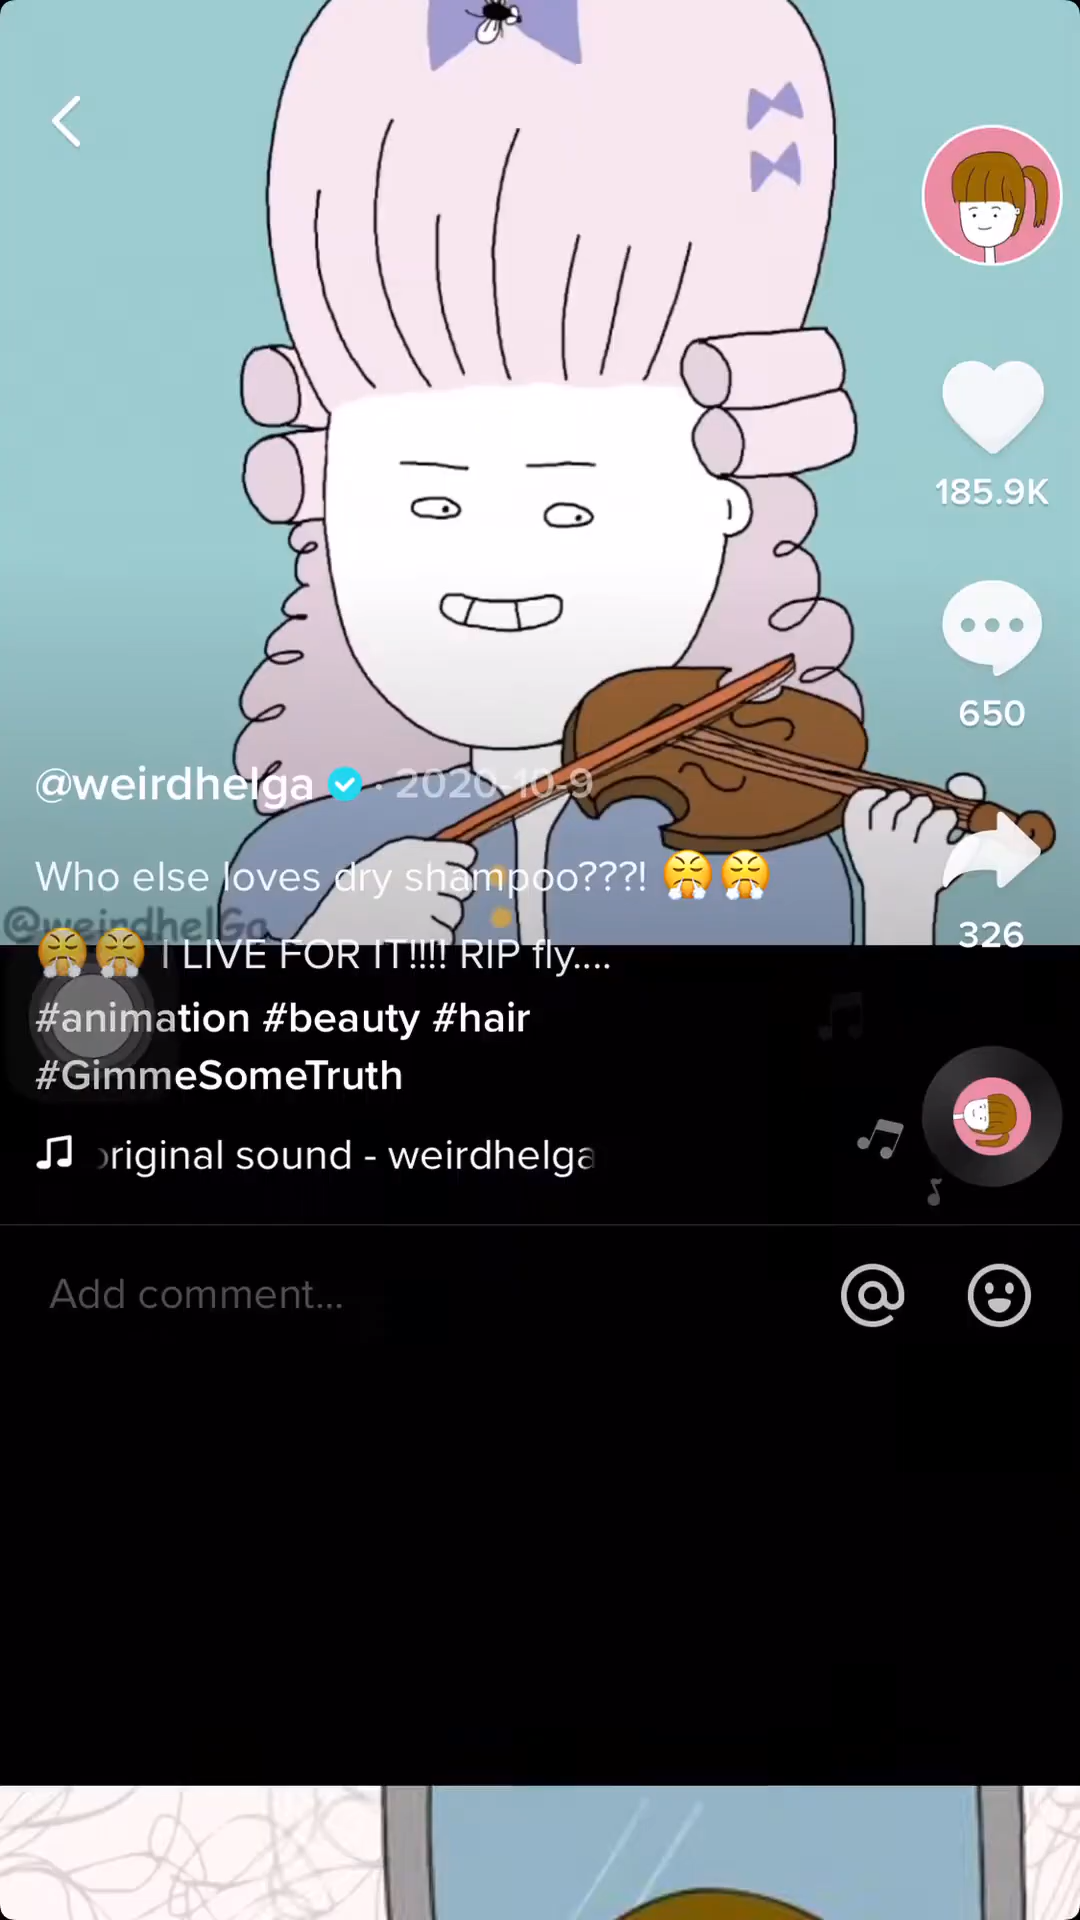 185.9K
650
@weirdhelga · 2020-10-9
Who else loves dry shampoo???! 😤😤
😤😤 I LIVE FOR IT!!!! RIP fly....
@weirdhelGa
326
#animation #beauty #hair
#GimmeSomeTruth
original sound - weirdhelga
Add comment...